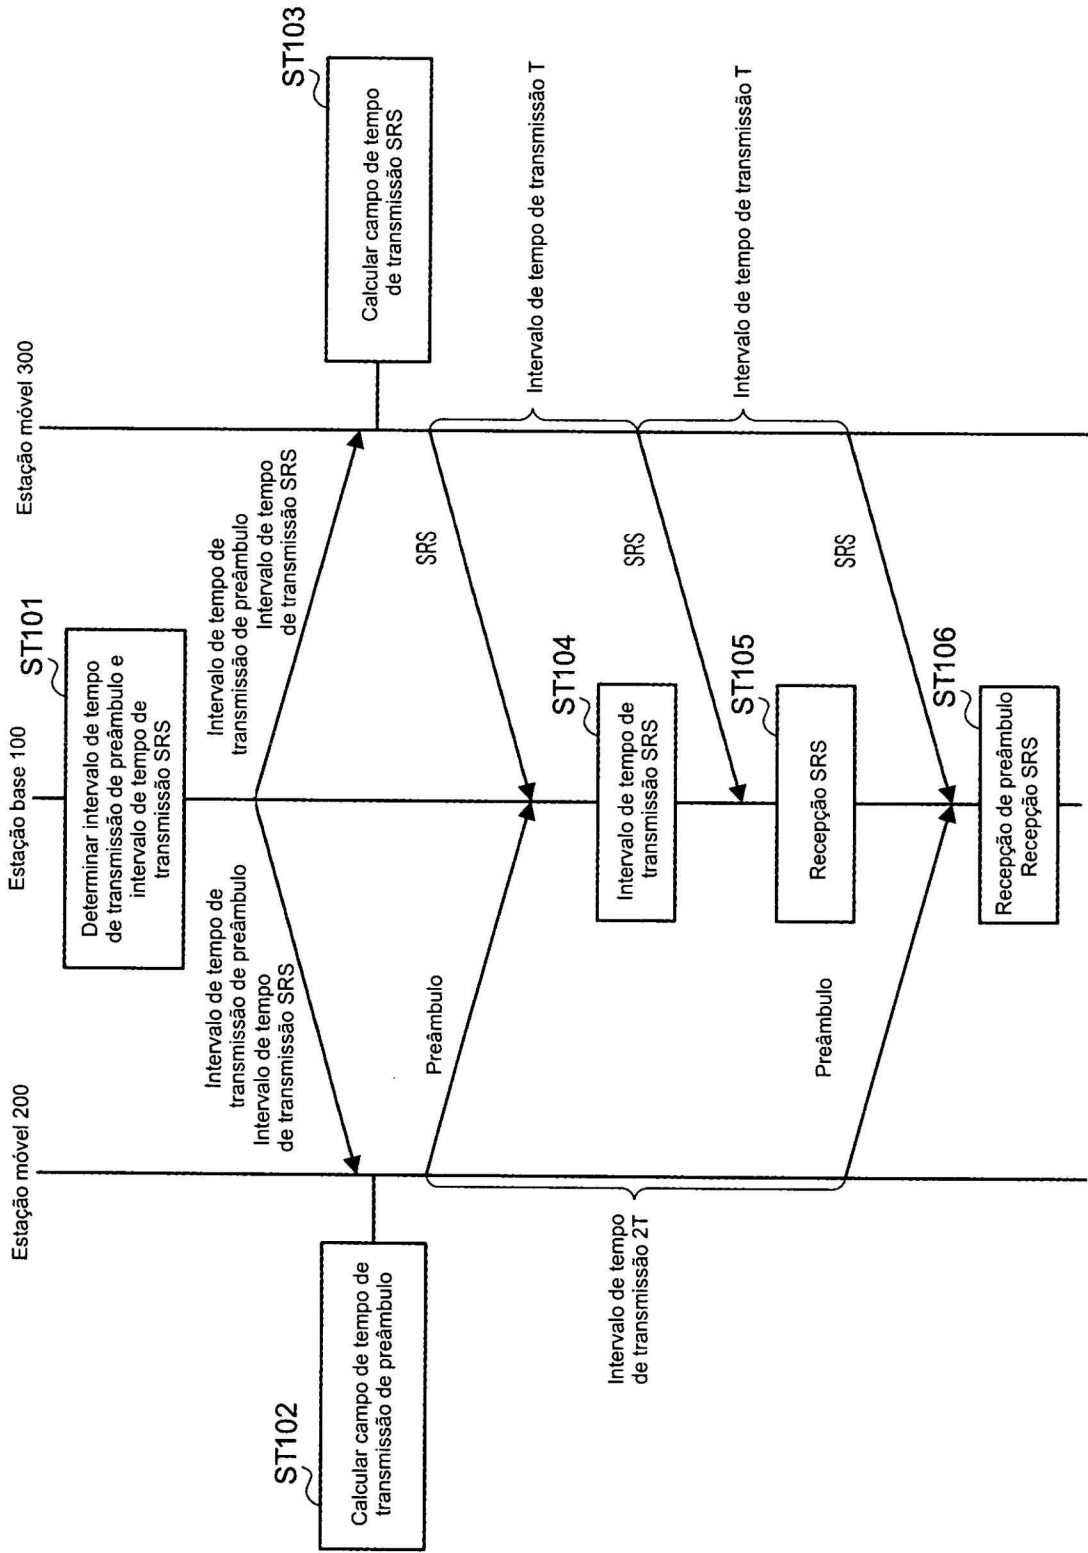 Estação móvel 200
Estação base 100
Estação móvel 300
ST101
Determinar intervalo de tempo
de transmissão de preâmbulo e
intervalo de tempo de
transmissão SRS
Intervalo de tempo de
transmissão de preâmbulo
Intervalo de tempo
de transmissão SRS
Intervalo de tempo de
transmissão de preâmbulo
Intervalo de tempo
de transmissão SRS
ST102
Calcular campo de tempo de
transmissão de preâmbulo
ST103
Calcular campo de tempo
de transmissão SRS
Preâmbulo
SRS
Intervalo de tempo de transmissão T
ST104
Intervalo de tempo de
transmissão SRS
Intervalo de tempo
de transmissão 2T
SRS
Intervalo de tempo de transmissão T
ST105
Recepção SRS
Preâmbulo
SRS
ST106
Recepção de preâmbulo
Recepção SRS